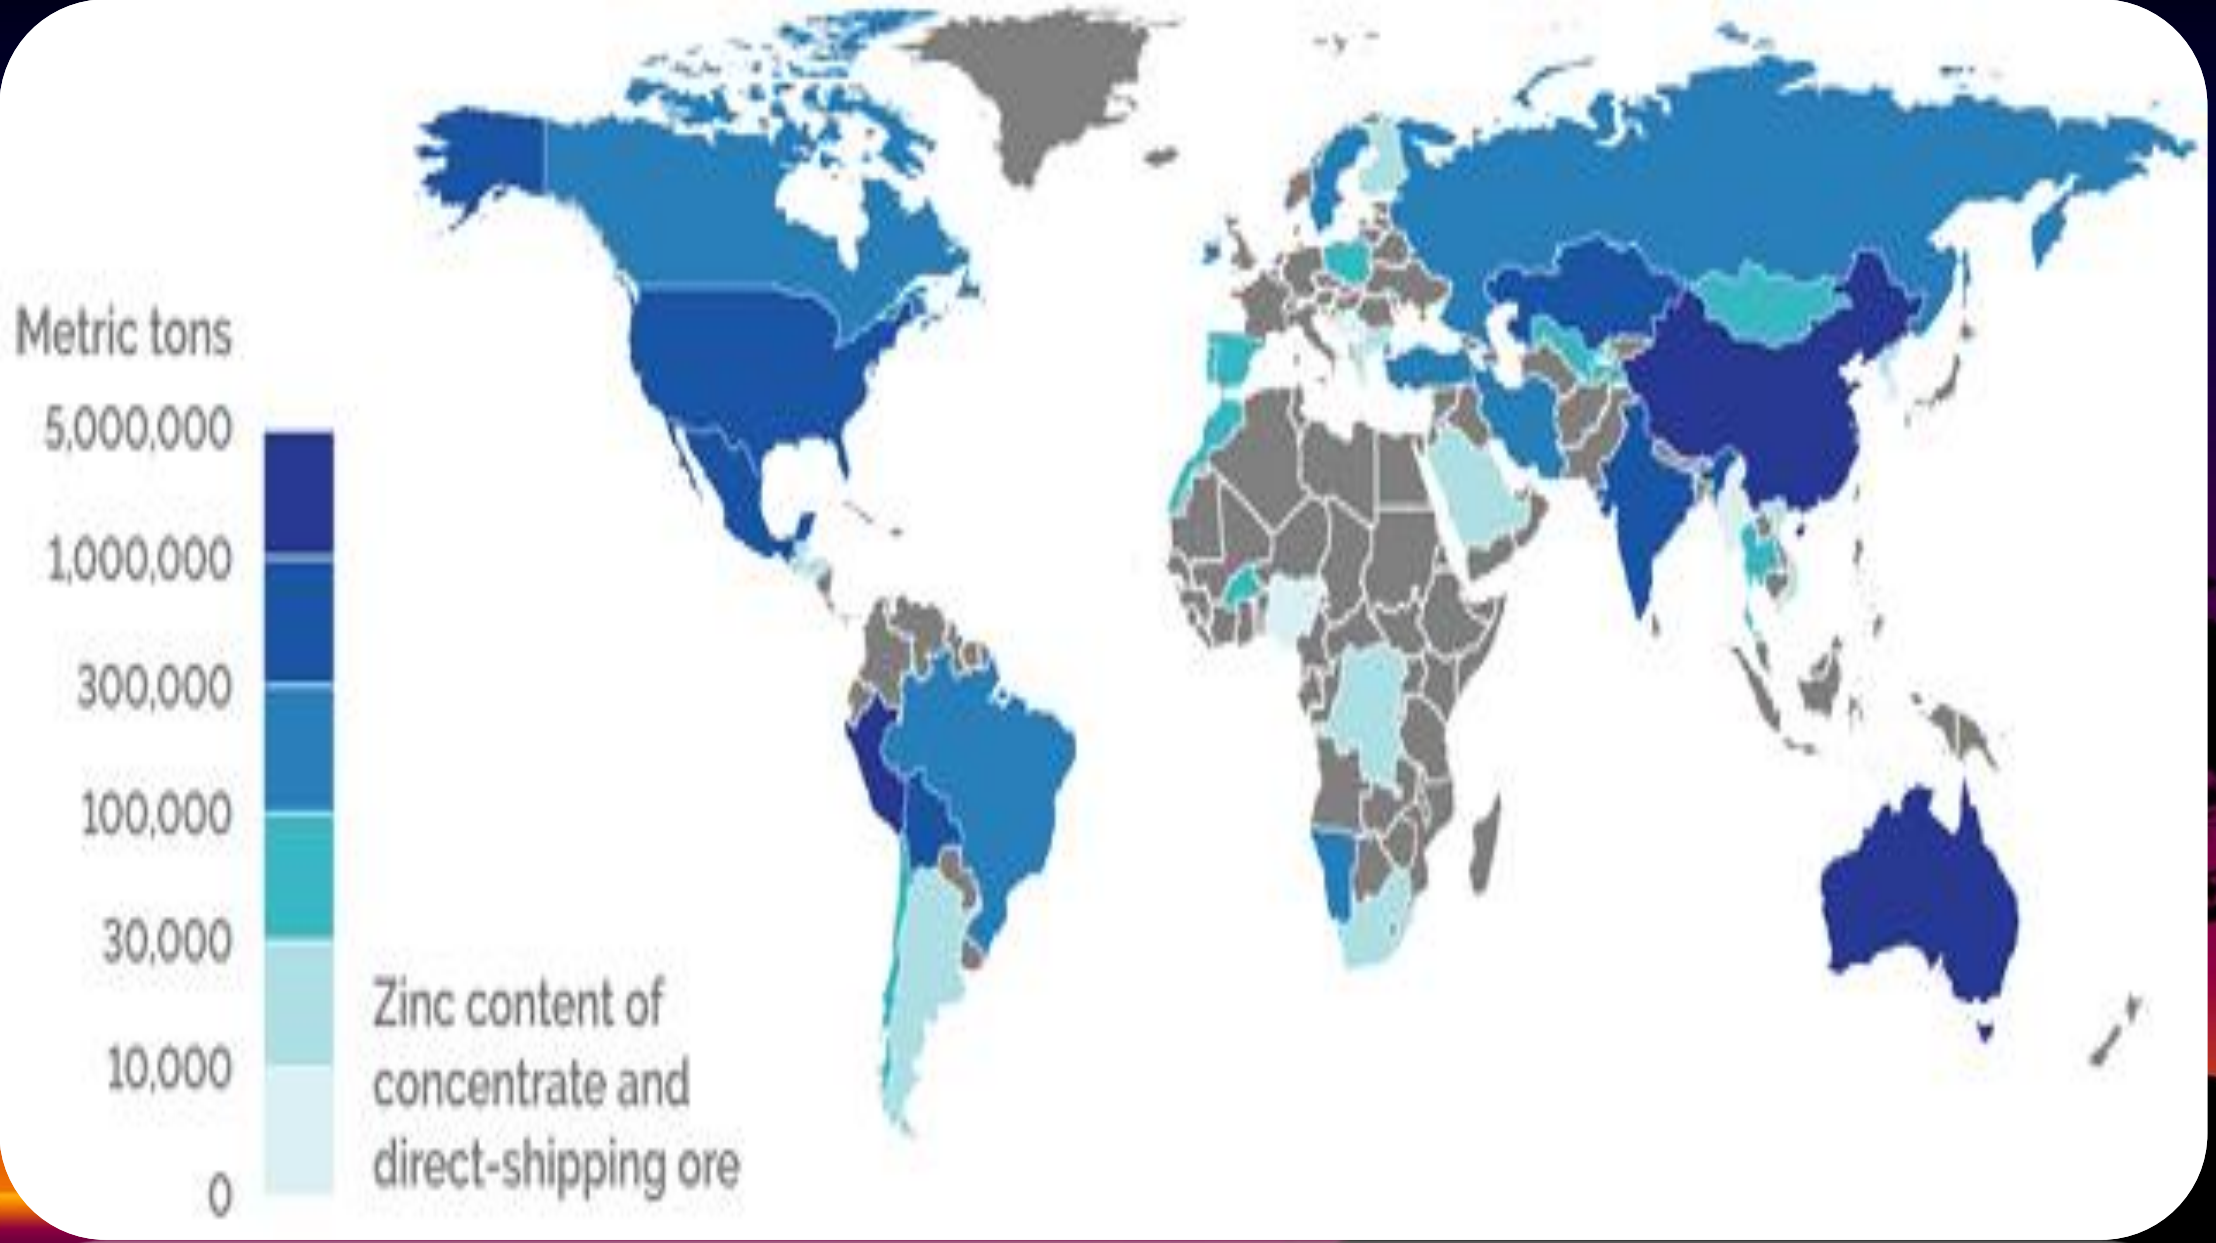 Metric tons
5,000,000
1,000,000
300,000
100,000
30,000
10,000
0
Zinc content of
concentrate and
direct-shipping ore